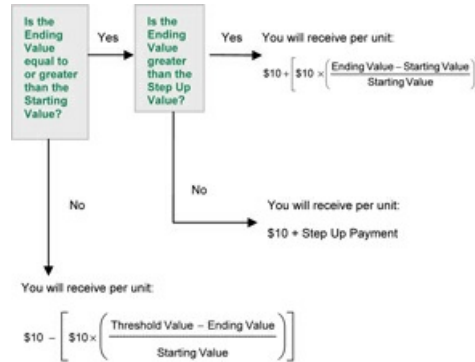 Is the
Ending
Value
equal to
or greater
than the
Starting
Value?
Yes
Is the
Ending
Value
greater
than the
Step Up
Value?
Yes
You will receive per unit:
$10 + [ $10 × ( Ending Value – Starting Value
Starting Value ) ]
No
No
You will receive per unit:
$10 + Step Up Payment
You will receive per unit:
$10 – [ $10 × ( Threshold Value – Ending Value
Starting Value ) ]